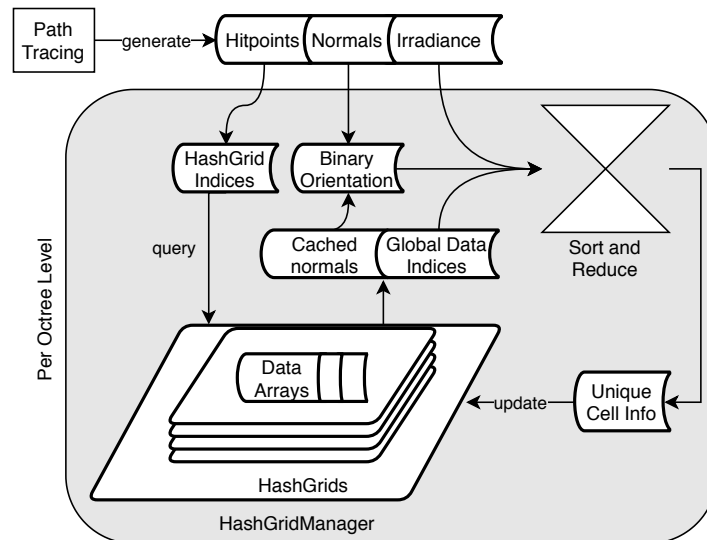 Path
Tracing
generate
Hitpoints
Normals
Irradiance
HashGrid
Indices
Binary
Orientation
query
Cached
normals
Global Data
Indices
Sort and
Reduce
Per Octree Level
Data
Arrays
update
Unique
Cell Info
HashGrids
HashGridManager